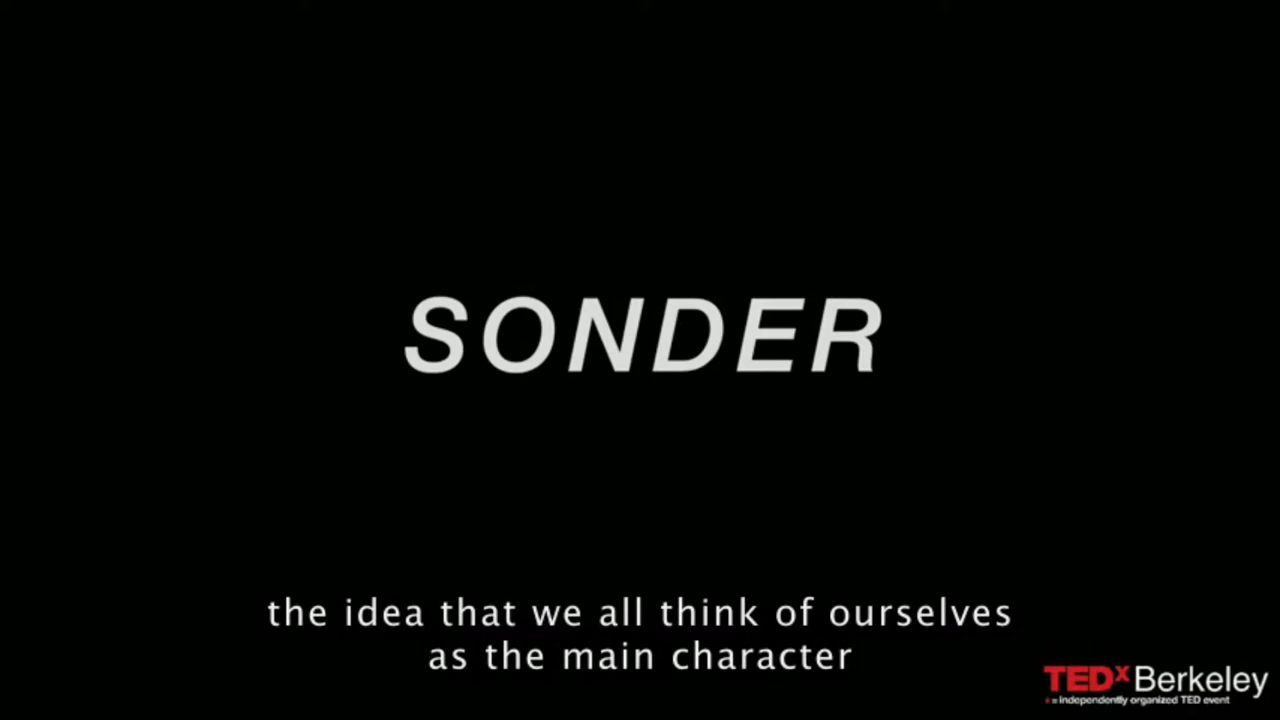 SONDER
the idea that we all think of ourselves
as the main character
TEDxBerkeley
x = independently organized TED event